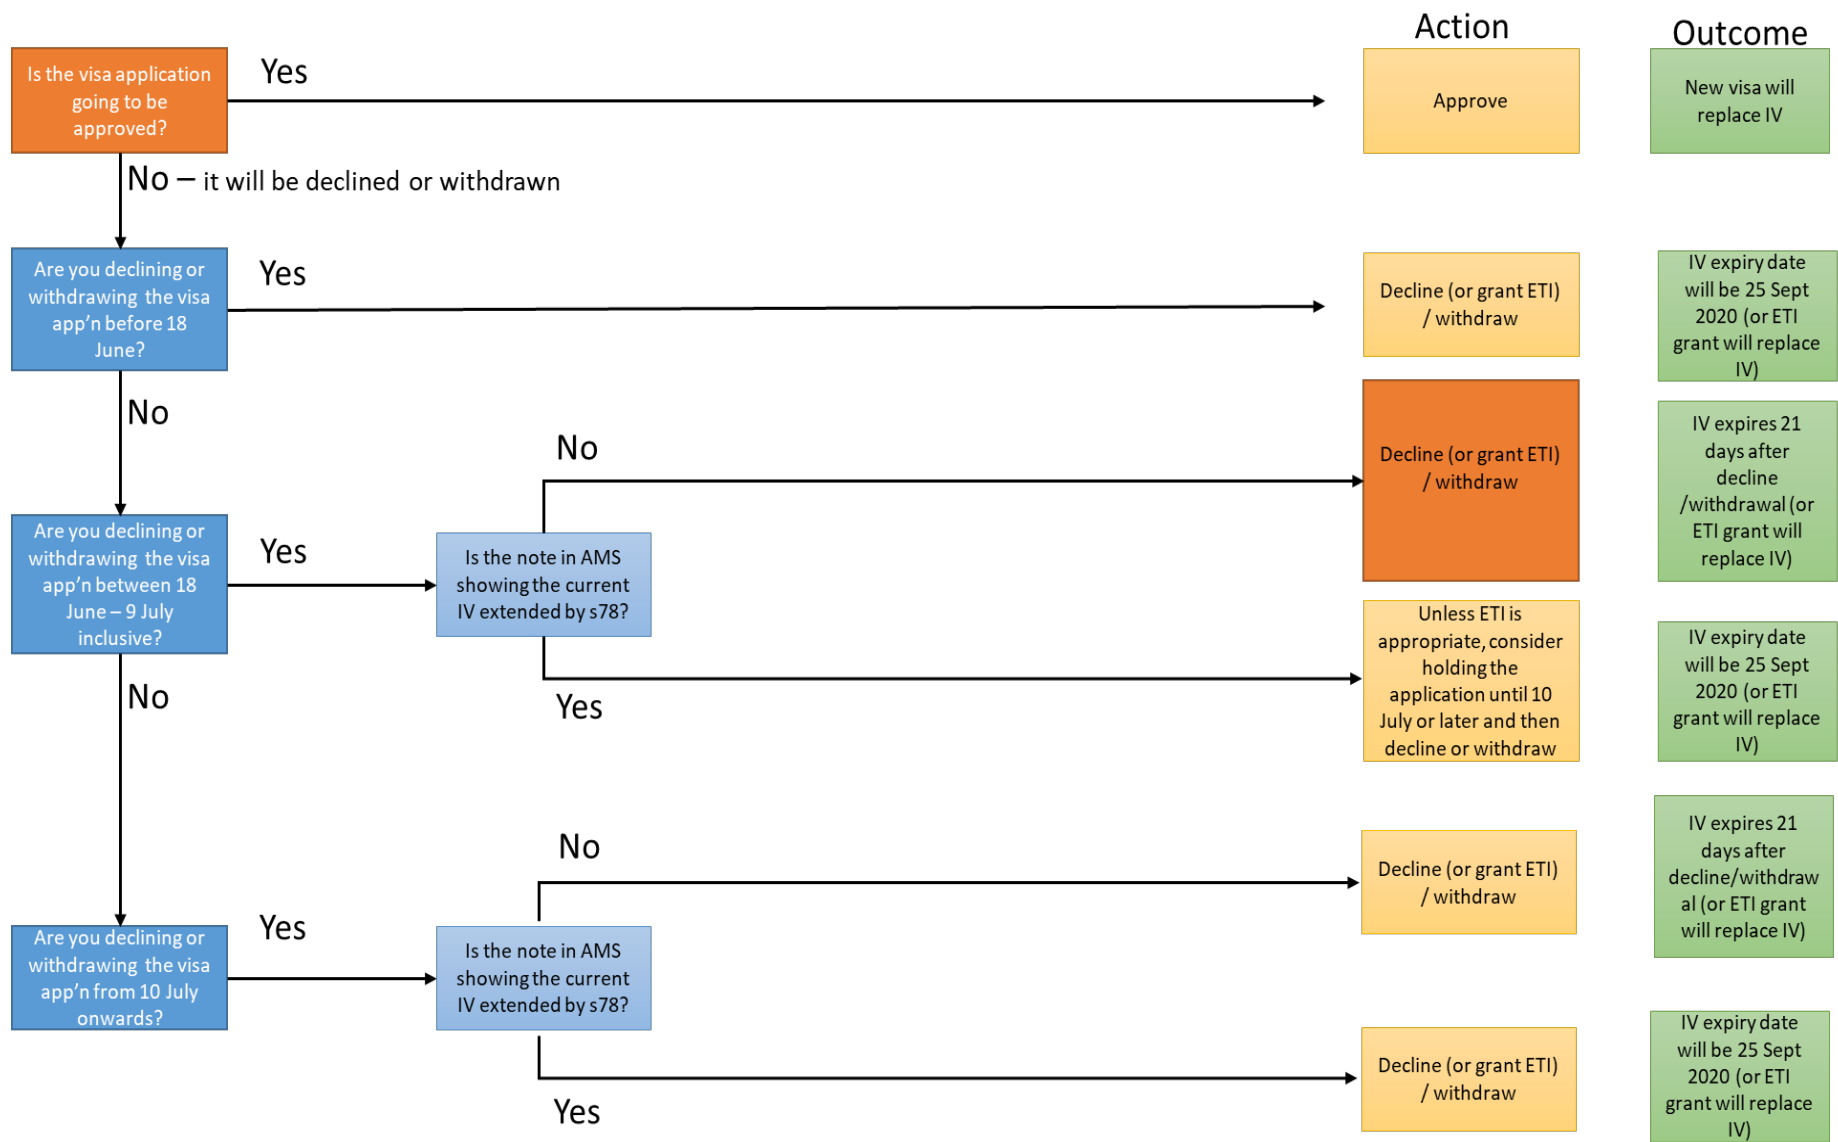 Action
Outcome
Is the visa application
going to be
approved?
Yes
Approve
New visa will
replace IV
No – it will be declined or withdrawn
Are you declining or
withdrawing the visa
app’n before 18
June?
Yes
Decline (or grant ETI)
/ withdraw
IV expiry date
will be 25 Sept
2020 (or ETI
grant will replace
IV)
No
Are you declining or
withdrawing the visa
app’n between 18
June – 9 July
inclusive?
Yes
Is the note in AMS
showing the current
IV extended by s78?
No
Decline (or grant ETI)
/ withdraw
IV expires 21
days after
decline
/withdrawal (or
ETI grant will
replace IV)
Yes
Unless ETI is
appropriate, consider
holding the
application until 10
July or later and then
decline or withdraw
IV expiry date
will be 25 Sept
2020 (or ETI
grant will replace
IV)
No
Are you declining or
withdrawing the visa
app’n from 10 July
onwards?
Yes
Is the note in AMS
showing the current
IV extended by s78?
No
Decline (or grant ETI)
/ withdraw
IV expires 21
days after
decline/withdraw
al (or ETI grant
will replace IV)
Yes
Decline (or grant ETI)
/ withdraw
IV expiry date
will be 25 Sept
2020 (or ETI
grant will replace
IV)